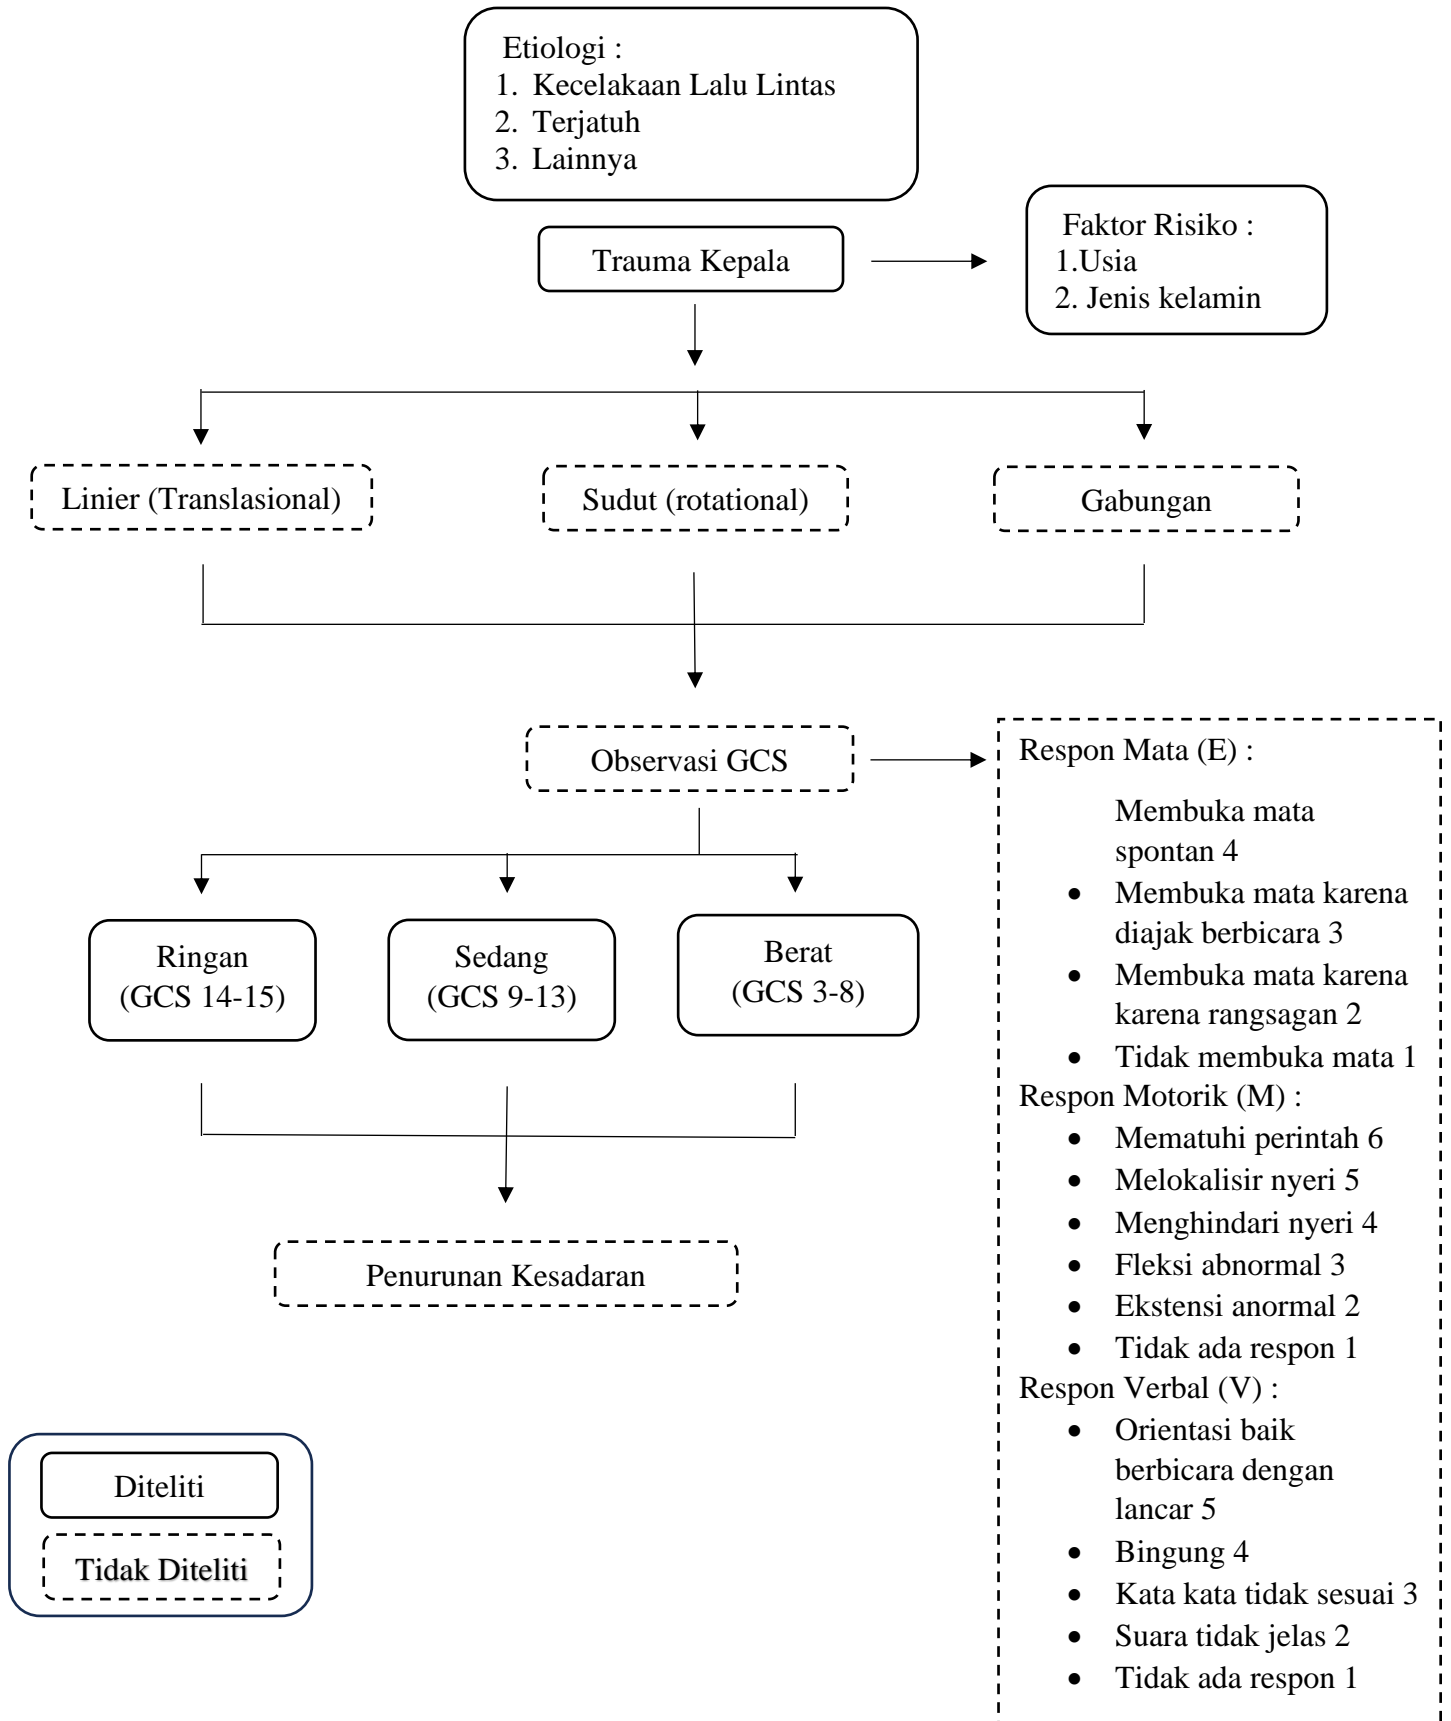 Etiologi :
1. Kecelakaan Lalu Lintas
2. Terjatuh
3. Lainnya
Trauma Kepala
Faktor Risiko :
1.Usia
2. Jenis kelamin
Linier (Translasional)
Sudut (rotational)
Gabungan
Observasi GCS
Ringan
(GCS 14-15)
Sedang
(GCS 9-13)
Berat
(GCS 3-8)
Penurunan Kesadaran
Respon Mata (E) :
Membuka mata
spontan 4
• Membuka mata karena
diajak berbicara 3
• Membuka mata karena
karena rangsagan 2
• Tidak membuka mata 1
Respon Motorik (M) :
• Mematuhi perintah 6
• Melokalisir nyeri 5
• Menghindari nyeri 4
• Fleksi abnormal 3
• Ekstensi anormal 2
• Tidak ada respon 1
Respon Verbal (V) :
• Orientasi baik
berbicara dengan
lancar 5
• Bingung 4
• Kata kata tidak sesuai 3
• Suara tidak jelas 2
• Tidak ada respon 1
Diteliti
Tidak Diteliti